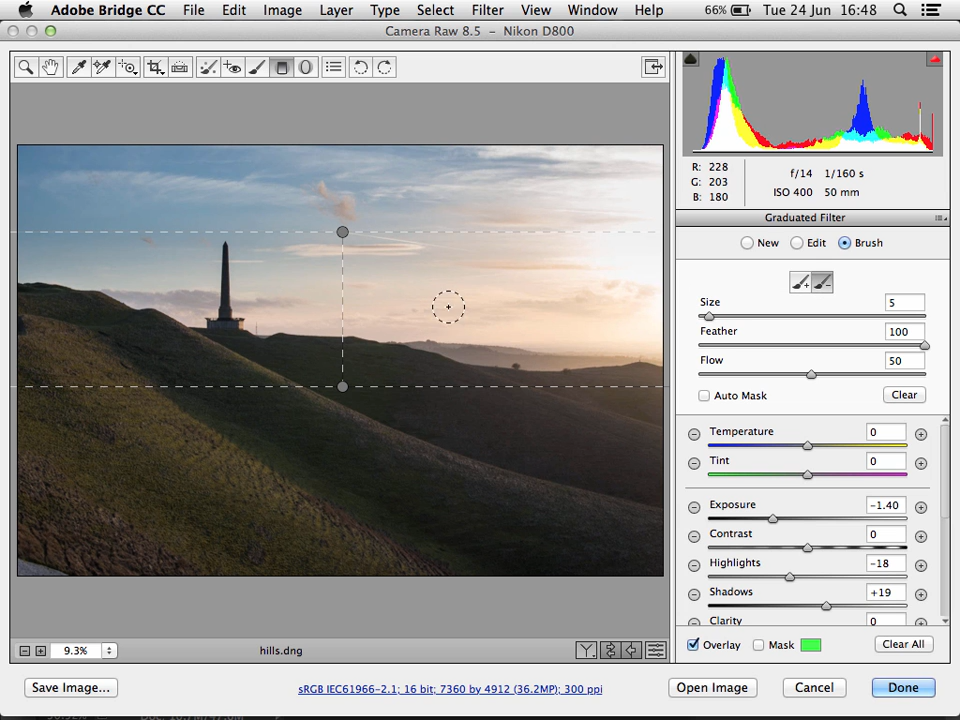 Adobe Bridge CC File Edit Image Layer Type Select Filter View Window Help 66% Tue 24 Jun 16:48
Camera Raw 8.5 - Nikon D800
R: 228
G: 203
B: 180
f/14 1/160 s
ISO 400 50 mm
Graduated Filter
New Edit Brush
Size 5
Feather 100
Flow 50
Auto Mask Clear
Temperature 0
Tint 0
Exposure -1.40
Contrast 0
Highlights -18
Shadows +19
Clarity 0
9.3% hills.dng Y
Overlay Mask Clear All
Save Image... sRGB IEC61966-2.1; 16 bit; 7360 by 4912 (36.2MP); 300 ppi Open Image Cancel Done